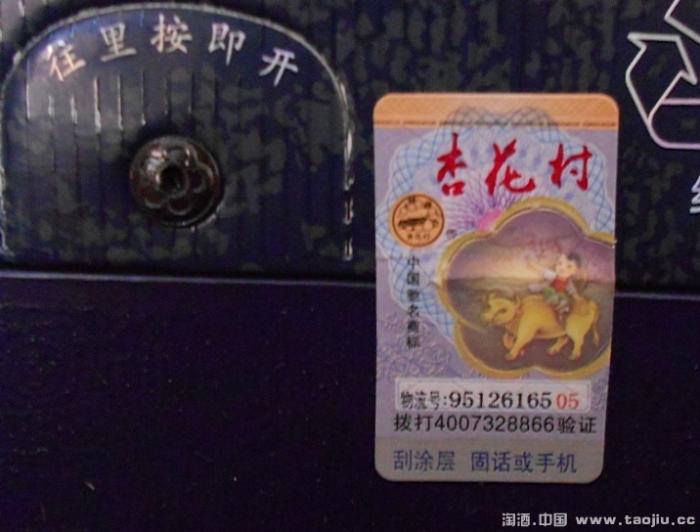 往里按即开
杏花村
中国驰名商标
物流号:9512616505
拨打4007328866验证
刮涂层 固话或手机
淘酒.中国 www.taojiu.cc